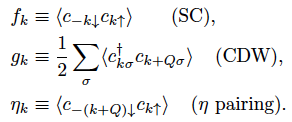 f_k ≡ ⟨c_{-k↓} c_{k↑}⟩ (SC),
g_k ≡ \frac{1}{2} \sum_σ ⟨c^†_{kσ} c_{k+Qσ}⟩ (CDW),
η_k ≡ ⟨c_{-(k+Q)↓} c_{k↑}⟩ (η pairing).